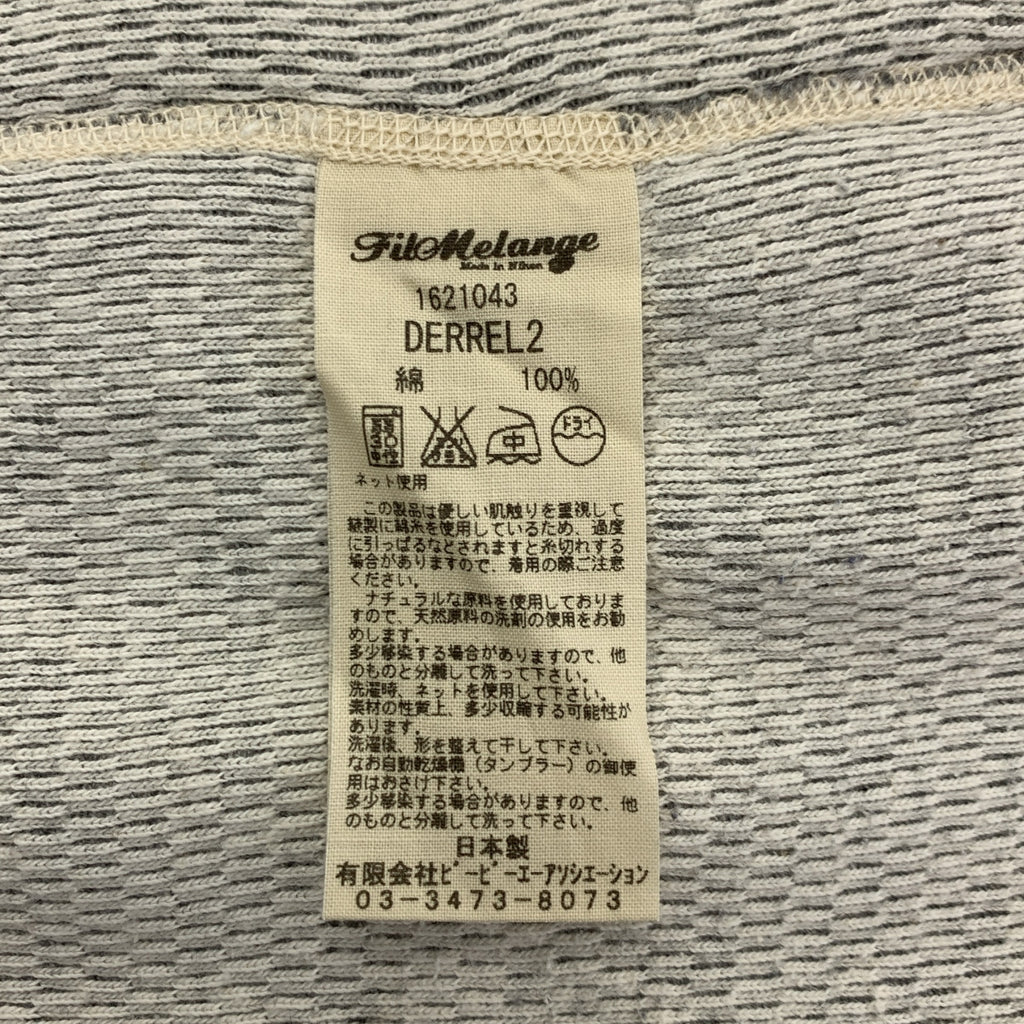 FilMelange
Made in Nihon
1621043
DERREL2
綿 100%
中 ドライ
ネット使用
この製品は優しい肌触りを重視して
縫製に綿糸を使用しているため、過度
に引っぱるなどされますと糸切れする
場合がありますので、着用の際ご注意
ください。
ナチュラルな原料を使用しておりま
すので、天然原料の洗剤の使用をお勧
めします。
多少移染する場合がありますので、他
のものと分離して洗って下さい。
洗濯時、ネットを使用して下さい。
素材の性質上、多少収縮する可能性が
あります。
洗濯後、形を整えて干して下さい。
なお自動乾燥機（タンブラー）の御使
用はおさけ下さい。
多少移染する場合がありますので、他
のものと分離して洗って下さい。
日本製
有限会社ビービーエーアソシエーション
03-3473-8073